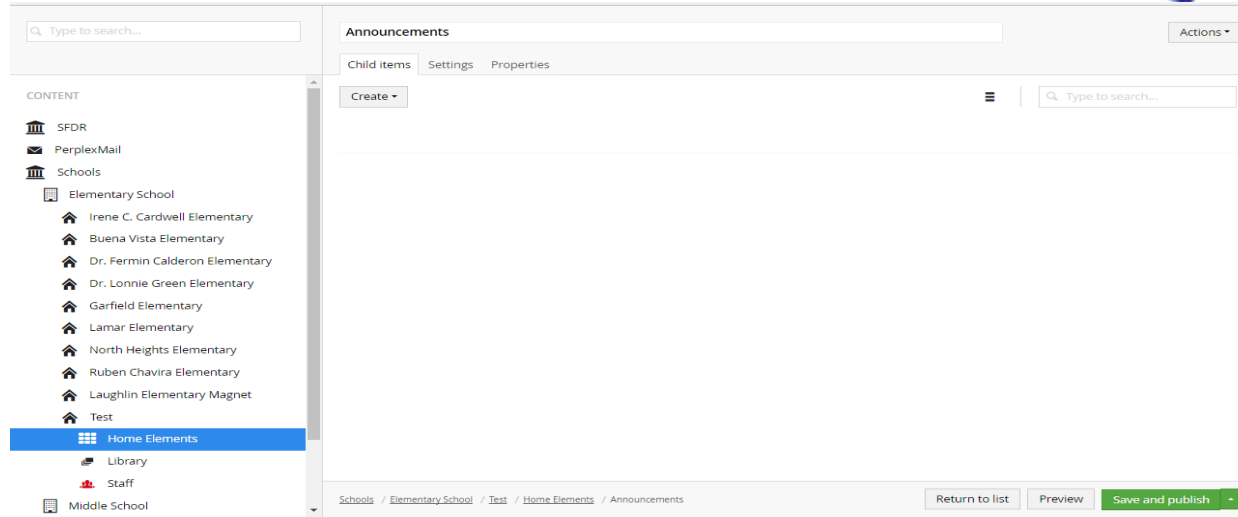 Type to search...
Announcements
Actions
Child items Settings Properties
CONTENT
Create
Type to search...
SFDR
PerplexMail
Schools
Elementary School
Irene C. Cardwell Elementary
Buena Vista Elementary
Dr. Fermin Calderon Elementary
Dr. Lonnie Green Elementary
Garfield Elementary
Lamar Elementary
North Heights Elementary
Ruben Chavira Elementary
Laughlin Elementary Magnet
Test
Home Elements
Library
Staff
Middle School
Schools / Elementary School / Test / Home Elements / Announcements
Return to list Preview Save and publish